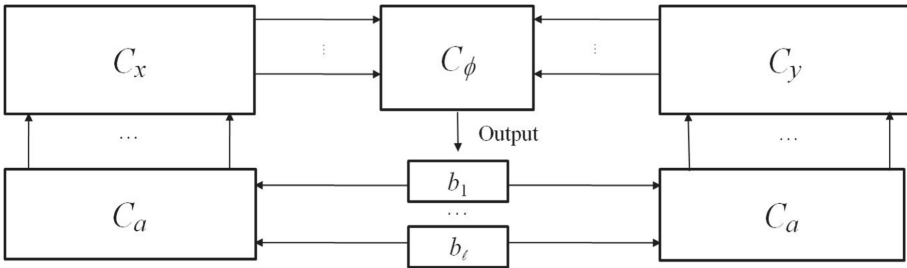 C_x ⋮ C_ϕ ⋮ C_y
⋯ Output ⋯
C_a b_1 C_a
⋯
b_ℓ